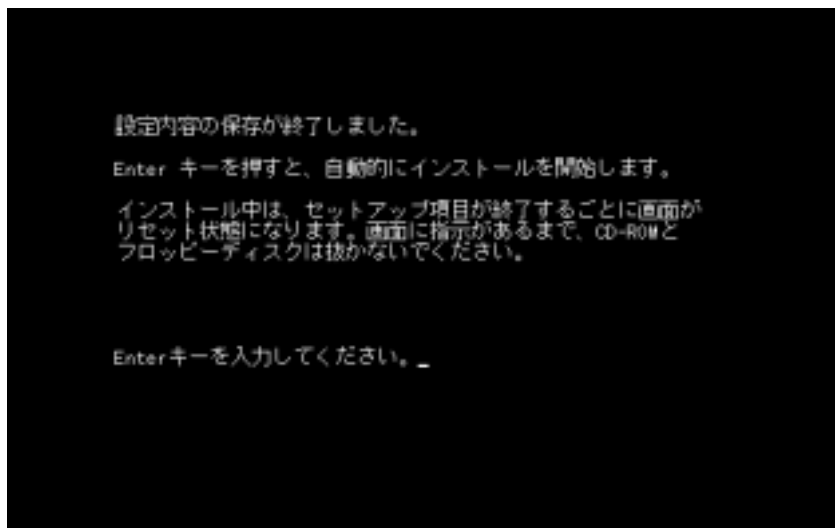 設定内容の保存が終了しました。
Enter キーを押すと、自動的にインストールを開始します。
インストール中は、セットアップ項目が終了するごとに画面が
リセット状態になります。画面に指示があるまで、CD-ROMと
フロッピーディスクは抜かないでください。
Enterキーを入力してください。_